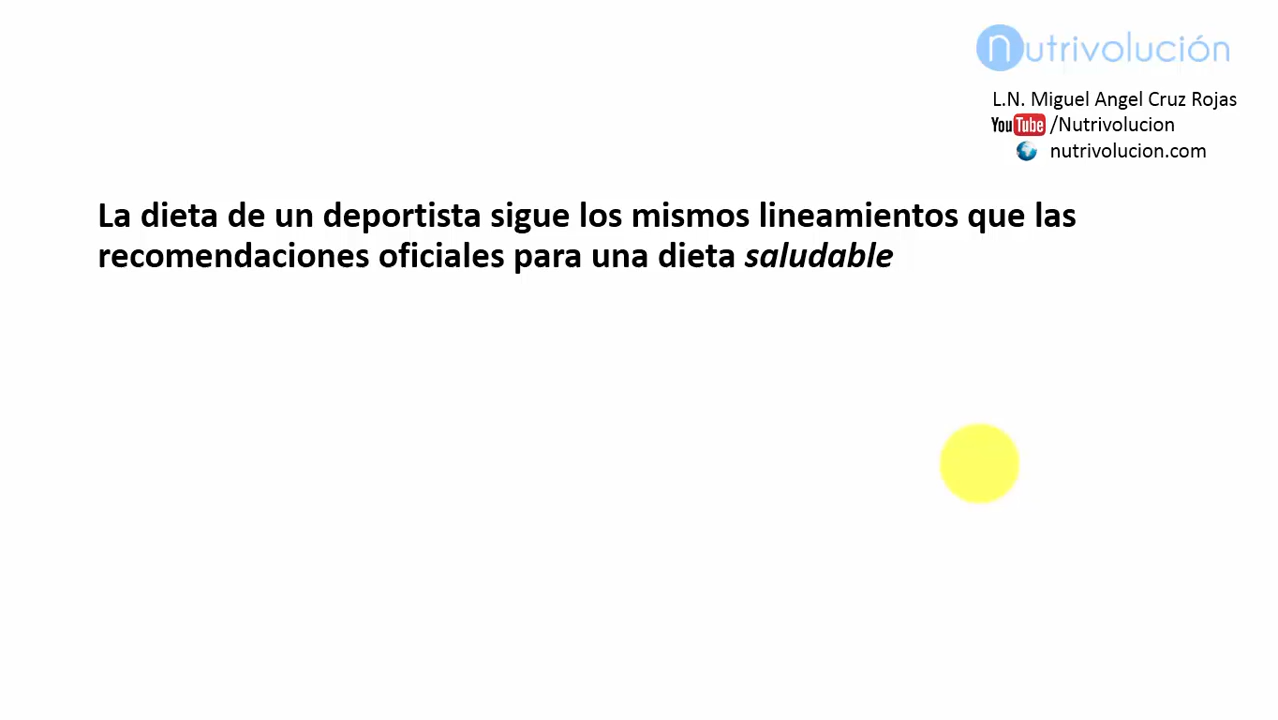 nutrivolución
L.N. Miguel Angel Cruz Rojas
YouTube /Nutrivolucion
nutrivolucion.com
La dieta de un deportista sigue los mismos lineamientos que las
recomendaciones oficiales para una dieta saludable